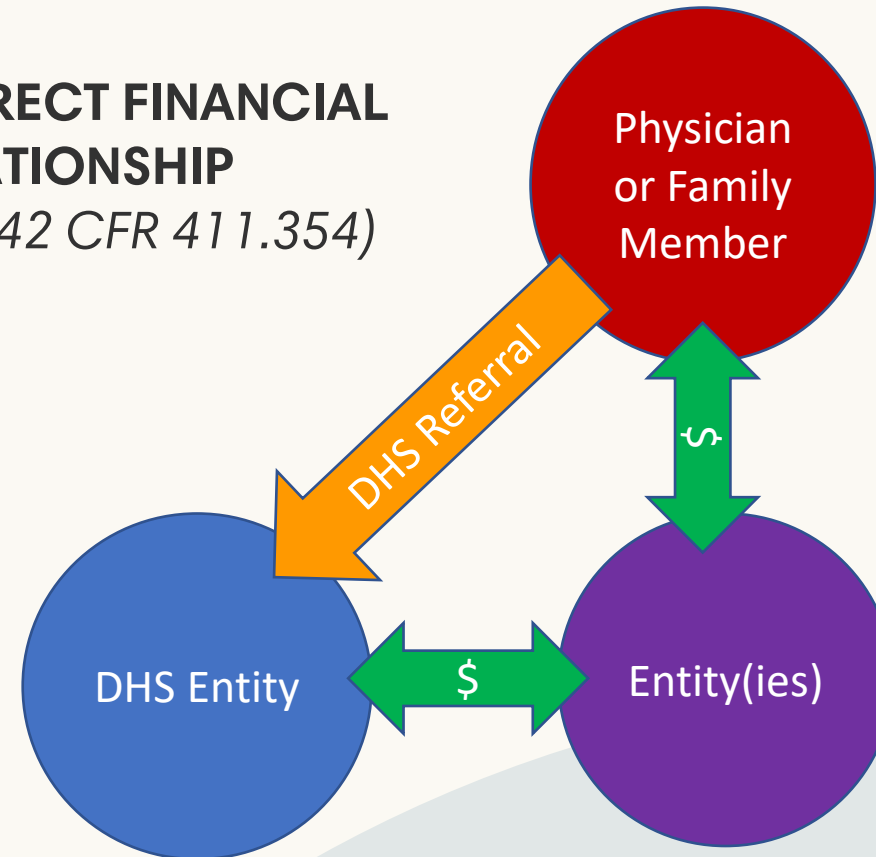 RECT FINANCIAL
ATIONSHIP
42 CFR 411.354)
Physician
or Family
Member
DHS Referral
$
DHS Entity
$
Entity(ies)